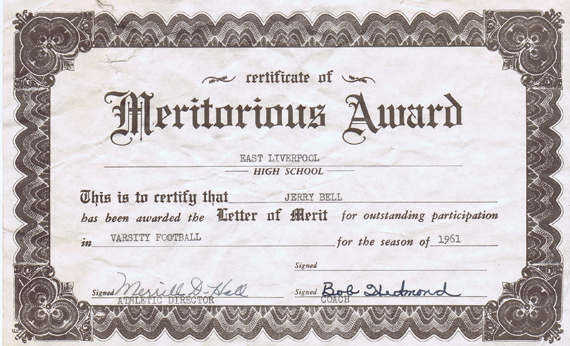 certificate of
Meritorious Award
EAST LIVERPOOL
HIGH SCHOOL
This is to certify that JERRY BELL
has been awarded the Letter of Merit for outstanding participation
in VARSITY FOOTBALL for the season of 1961
Signed
Signed Merrill D. Hall Signed Bob
ATHLETIC DIRECTOR COACH